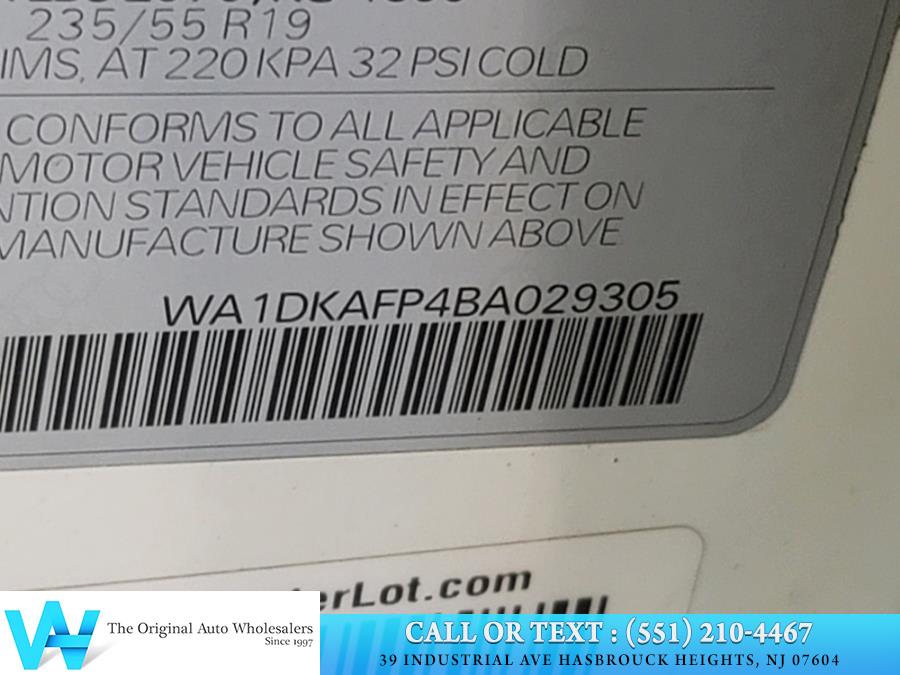 235/55 R19
IMS, AT 220 KPA 32 PSI COLD
CONFORMS TO ALL APPLICABLE
MOTOR VEHICLE SAFETY AND
NTION STANDARDS IN EFFECT ON
MANUFACTURE SHOWN ABOVE
WA1DKAFP4BA029305
erLot.com
The Original Auto Wholesalers
Since 1997
CALL OR TEXT : (551) 210-4467
39 INDUSTRIAL AVE HASBROUCK HEIGHTS, NJ 07604